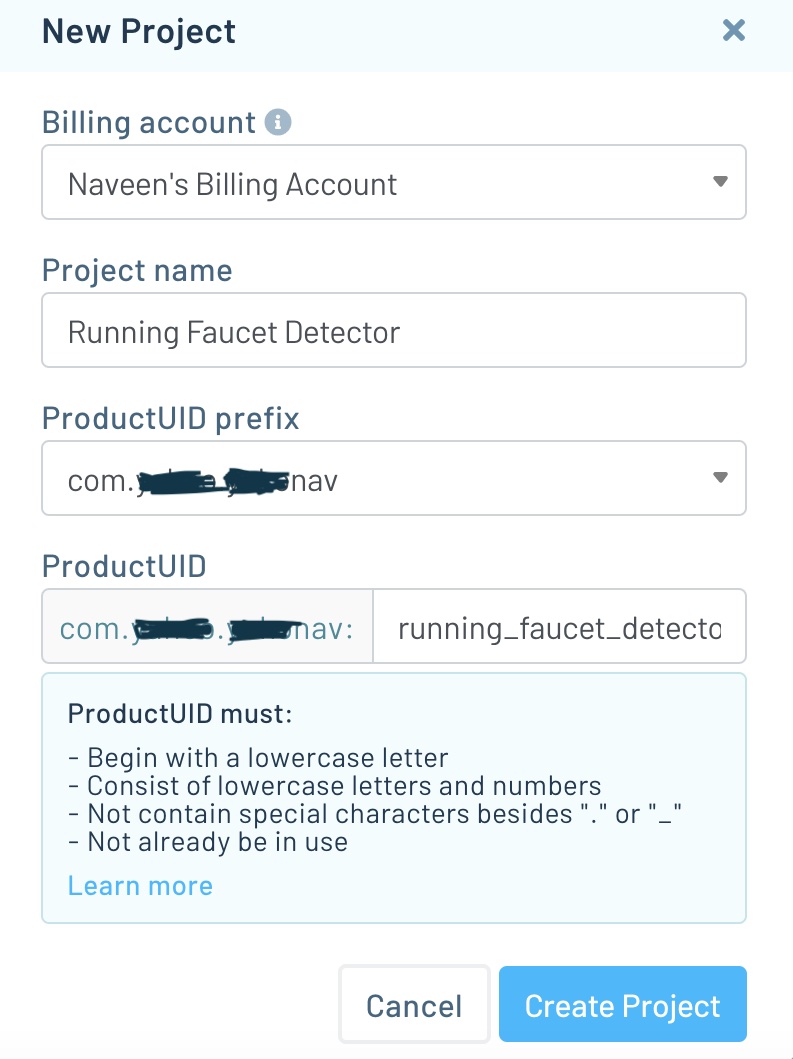 New Project
Billing account
Naveen's Billing Account
Project name
Running Faucet Detector
ProductUID prefix
com. nav
ProductUID
com. nav: running_faucet_detecto
ProductUID must:
- Begin with a lowercase letter
- Consist of lowercase letters and numbers
- Not contain special characters besides "." or "_"
- Not already be in use
Learn more
Cancel Create Project